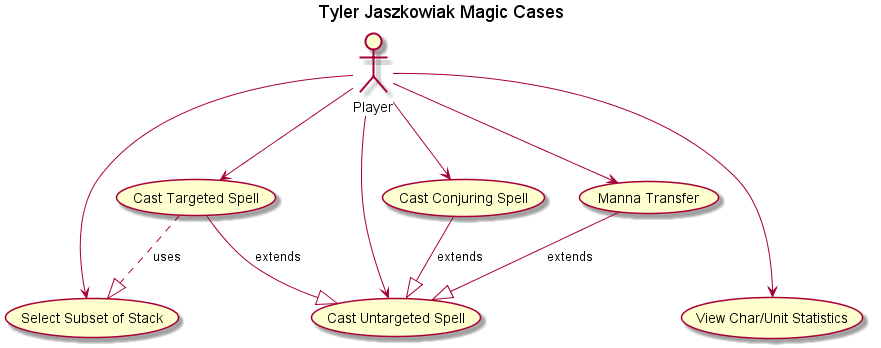 Tyler Jaszkowiak Magic Cases
Player
Cast Targeted Spell
Cast Conjuring Spell
Manna Transfer
uses
extends
extends
extends
Select Subset of Stack
Cast Untargeted Spell
View Char/Unit Statistics